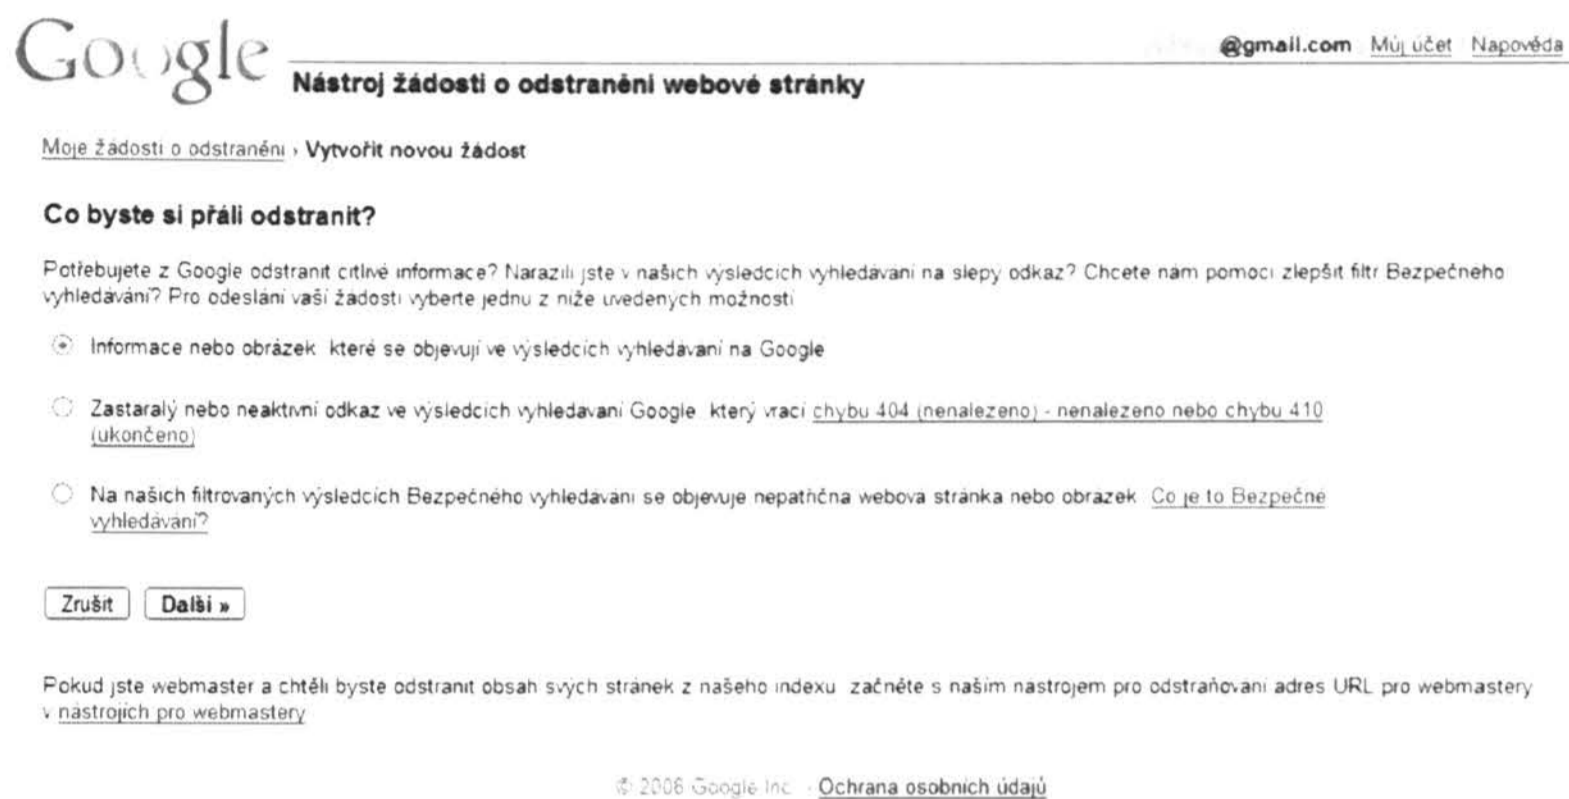 Google
@gmail.com Můj účet Nápověda
Nástroj žádosti o odstranění webové stránky
Moje žádosti o odstranění › Vytvořit novou žádost
Co byste si přáli odstranit?
Potřebujete z Google odstranit citlivé informace? Narazili jste v našich výsledcích vyhledávání na slepý odkaz? Chcete nám pomoci zlepšit filtr Bezpečného
vyhledávání? Pro odeslání vaší žádosti vyberte jednu z níže uvedených možností
Informace nebo obrázek které se objevují ve výsledcích vyhledávání na Google
Zastaralý nebo neaktivní odkaz ve výsledcích vyhledávání Google který vrací chybu 404 (nenalezeno) - nenalezeno nebo chybu 410
(ukončeno)
Na našich filtrovaných výsledcích Bezpečného vyhledávání se objevuje nepatřičná webová stránka nebo obrázek Co je to Bezpečné
vyhledávání?
Zrušit Další »
Pokud jste webmaster a chtěli byste odstranit obsah svých stránek z našeho indexu začněte s naším nástrojem pro odstraňování adres URL pro webmastery
v nástrojích pro webmastery
© 2008 Google Inc. - Ochrana osobních údajů